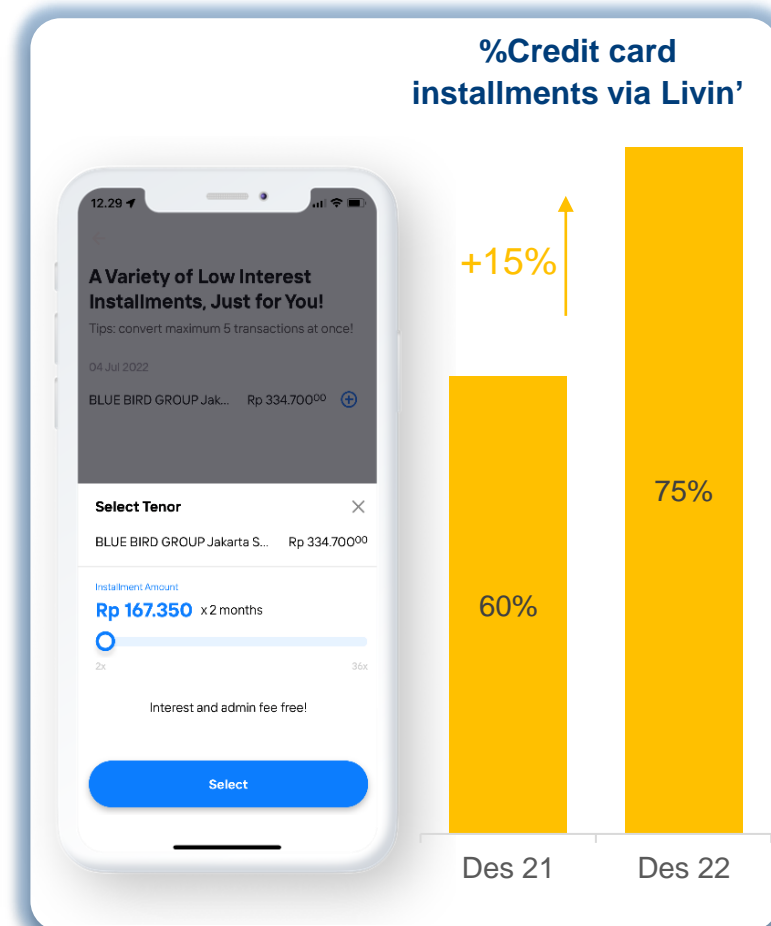 %Credit card
installments via Livin’
12.29
A Variety of Low Interest
Installments, Just for You!
Tips: convert maximum 5 transactions at once!
04 Jul 2022
BLUE BIRD GROUP Jak... Rp 334.700⁰⁰
Select Tenor
BLUE BIRD GROUP Jakarta S... Rp 334.700⁰⁰
Installment Amount
Rp 167.350 x 2 months
2x 36x
Interest and admin fee free!
Select
+15%
60%
75%
Des 21 Des 22